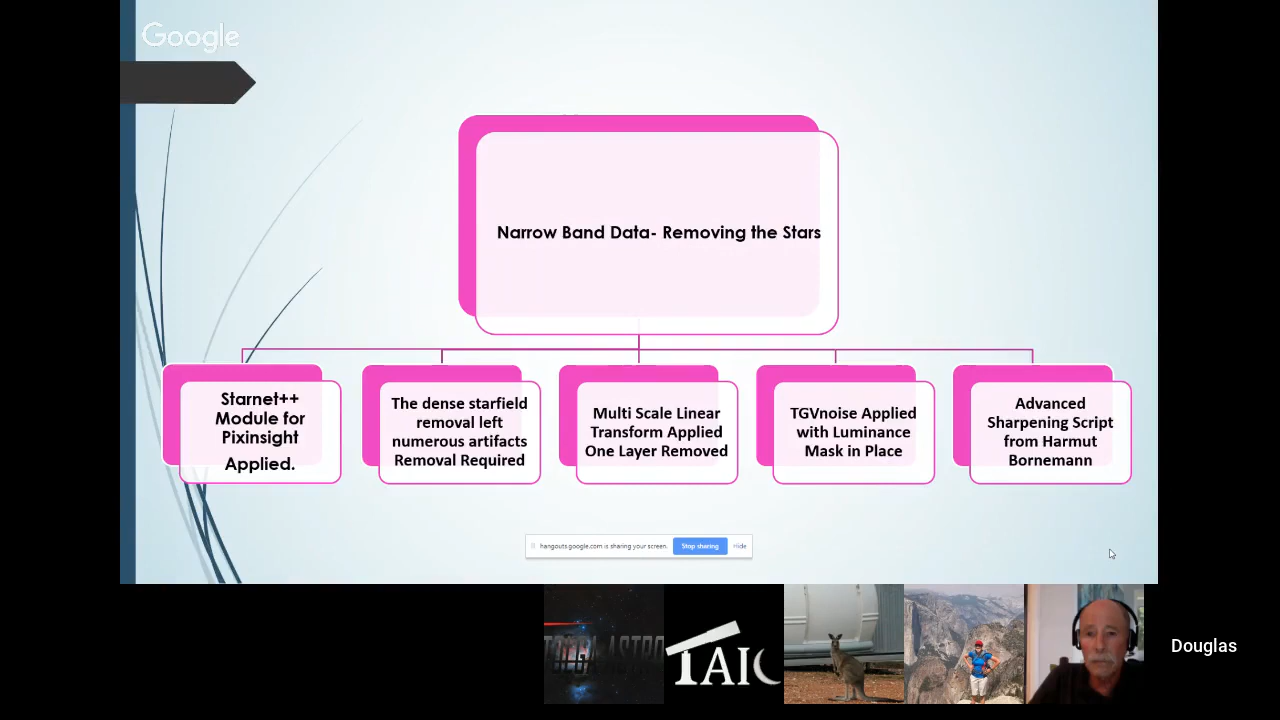 Google
Narrow Band Data- Removing the Stars
Starnet++
Module for
Pixinsight
Applied.
The dense starfield
removal left
numerous artifacts
Removal Required
Multi Scale Linear
Transform Applied
One Layer Removed
TGVnoise Applied
with Luminance
Mask in Place
Advanced
Sharpening Script
from Harmut
Bornemann
hangouts.google.com is sharing your screen.
Stop sharing
Hide
TAIC
Douglas